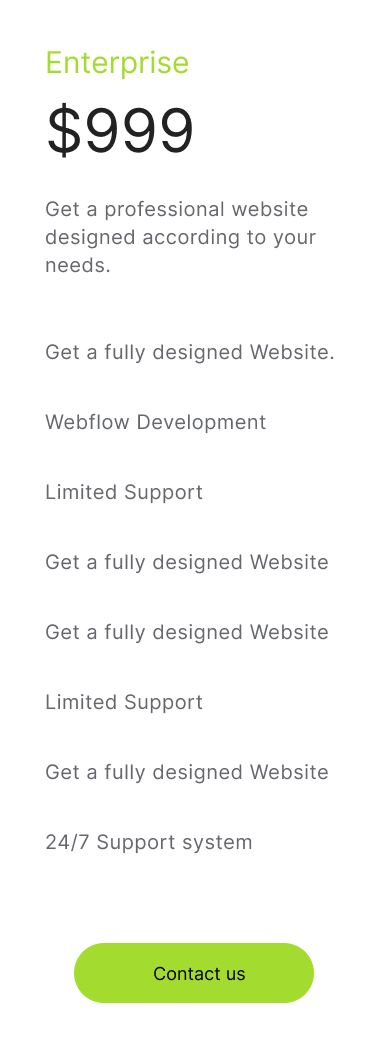 Enterprise
$999
Get a professional website
designed according to your
needs.
Get a fully designed Website.
Webflow Development
Limited Support
Get a fully designed Website
Get a fully designed Website
Limited Support
Get a fully designed Website
24/7 Support system
Contact us